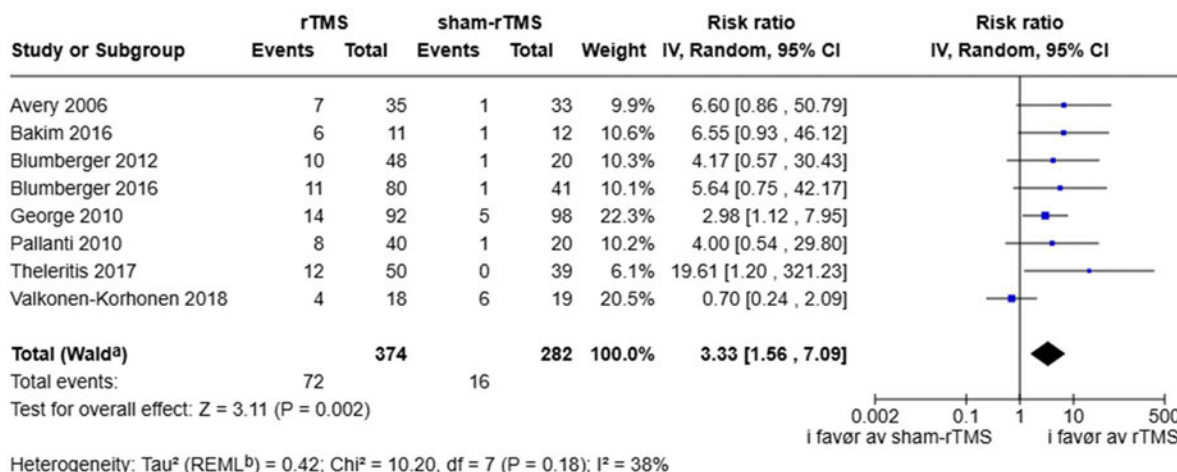 rTMS sham-rTMS Risk ratio Risk ratio
Study or Subgroup Events Total Events Total Weight IV, Random, 95% CI IV, Random, 95% CI
Avery 2006 7 35 1 33 9.9% 6.60 [0.86 , 50.79]
Bakim 2016 6 11 1 12 10.6% 6.55 [0.93 , 46.12]
Blumberger 2012 10 48 1 20 10.3% 4.17 [0.57 , 30.43]
Blumberger 2016 11 80 1 41 10.1% 5.64 [0.75 , 42.17]
George 2010 14 92 5 98 22.3% 2.98 [1.12 , 7.95]
Pallanti 2010 8 40 1 20 10.2% 4.00 [0.54 , 29.80]
Theleritis 2017 12 50 0 39 6.1% 19.61 [1.20 , 321.23]
Valkonen-Korhonen 2018 4 18 6 19 20.5% 0.70 [0.24 , 2.09]
Total (Waldᵃ) 374 282 100.0% 3.33 [1.56 , 7.09]
Total events: 72 16
Test for overall effect: Z = 3.11 (P = 0.002)
0.002 0.1 1 10 500
i favør av sham-rTMS i favør av rTMS
Heterogeneity: Tau² (REMLᵇ) = 0.42; Chi² = 10.20, df = 7 (P = 0.18); I² = 38%